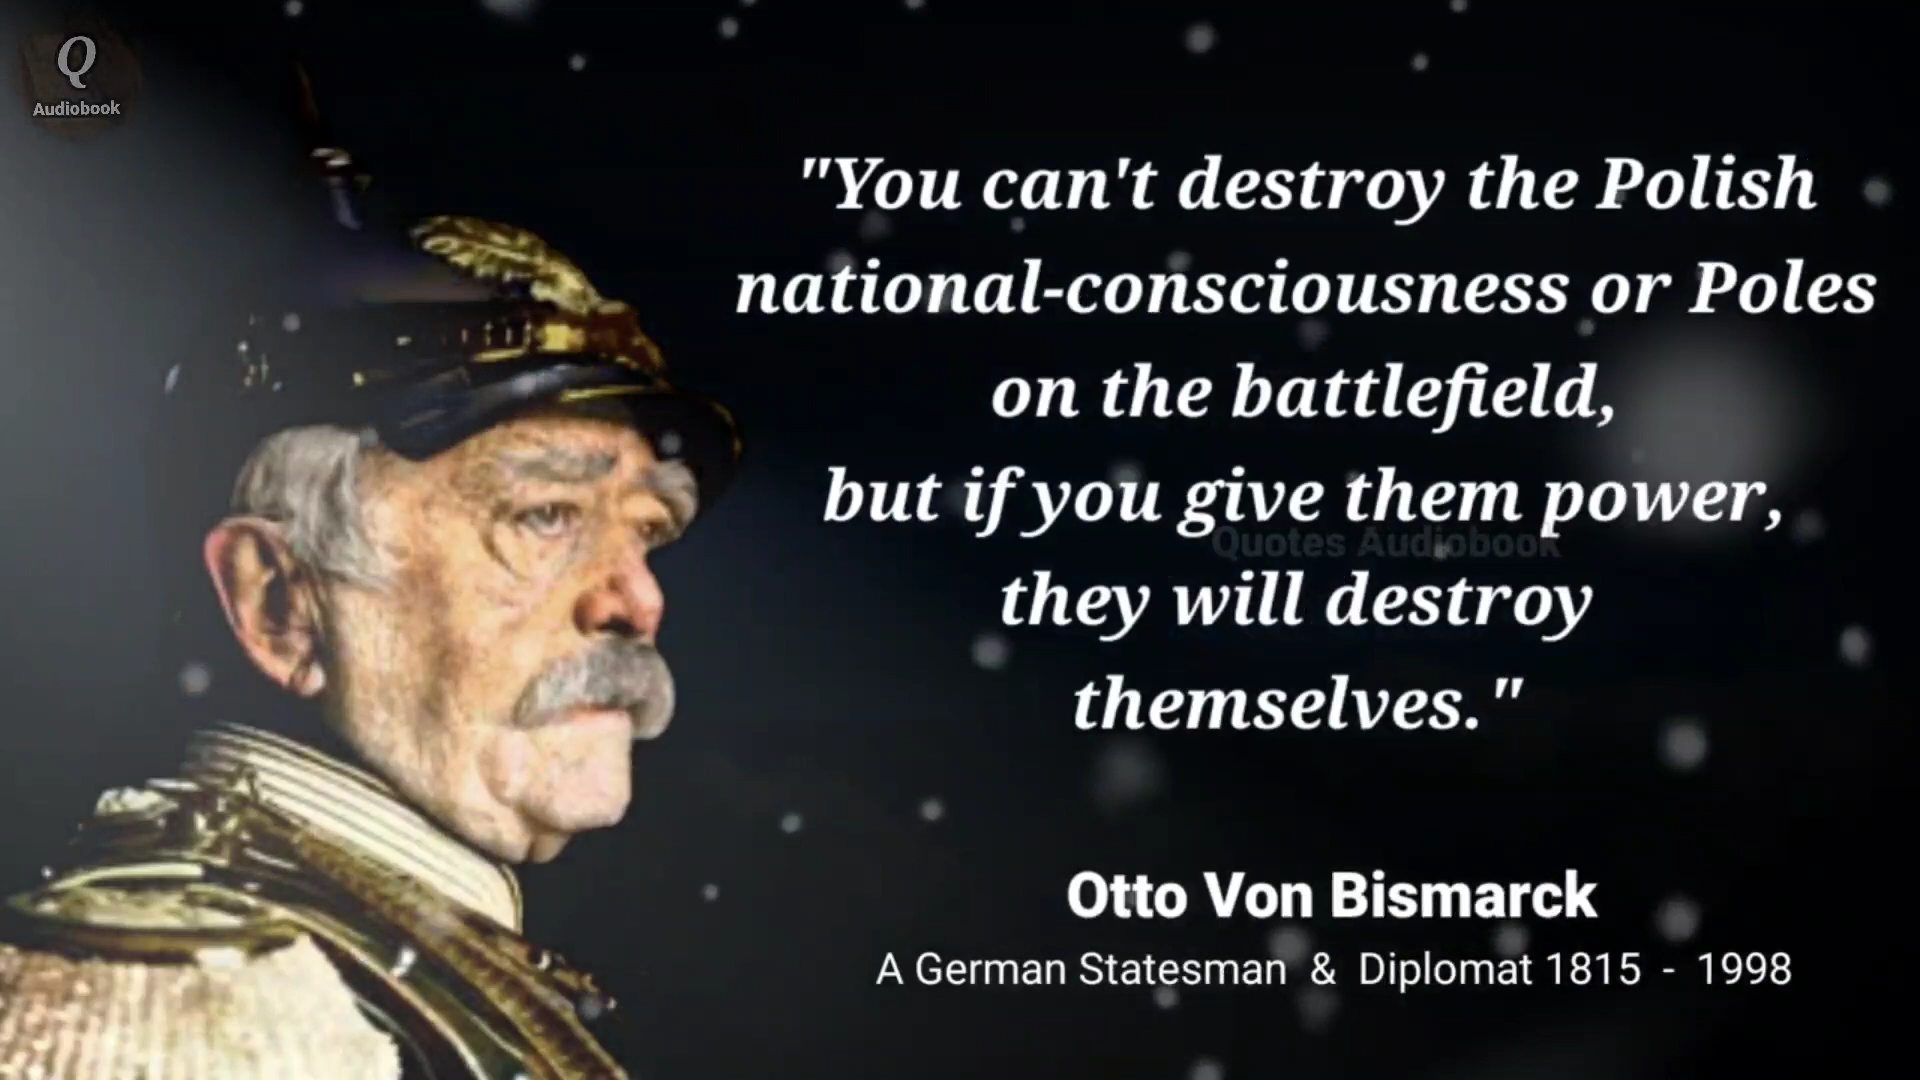 Q
Audiobook
"You can't destroy the Polish
national-consciousness or Poles
on the battlefield,
but if you give them power,
Quotes Audiobook
they will destroy
themselves."
Otto Von Bismarck
A German Statesman & Diplomat 1815 - 1998